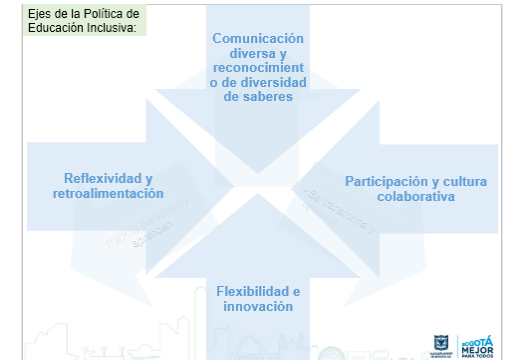 Ejes de la Política de
Educación Inclusiva:
Comunicación
diversa y
reconocimient
o de diversidad
de saberes
Reflexividad y
retroalimentación
Participación y cultura
colaborativa
Flexibilidad e
innovación
BOGOTÁ
MEJOR
PARA TODOS